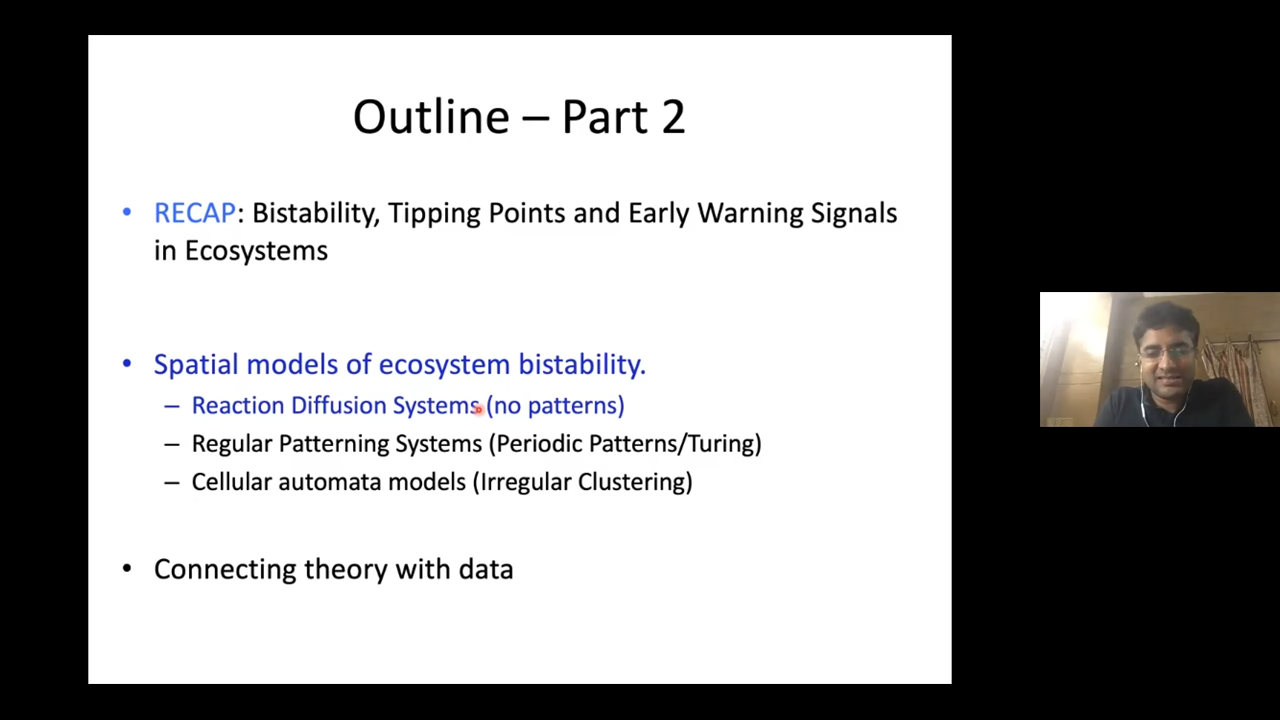 Outline – Part 2
• RECAP: Bistability, Tipping Points and Early Warning Signals
in Ecosystems
• Spatial models of ecosystem bistability.
– Reaction Diffusion Systems (no patterns)
– Regular Patterning Systems (Periodic Patterns/Turing)
– Cellular automata models (Irregular Clustering)
• Connecting theory with data